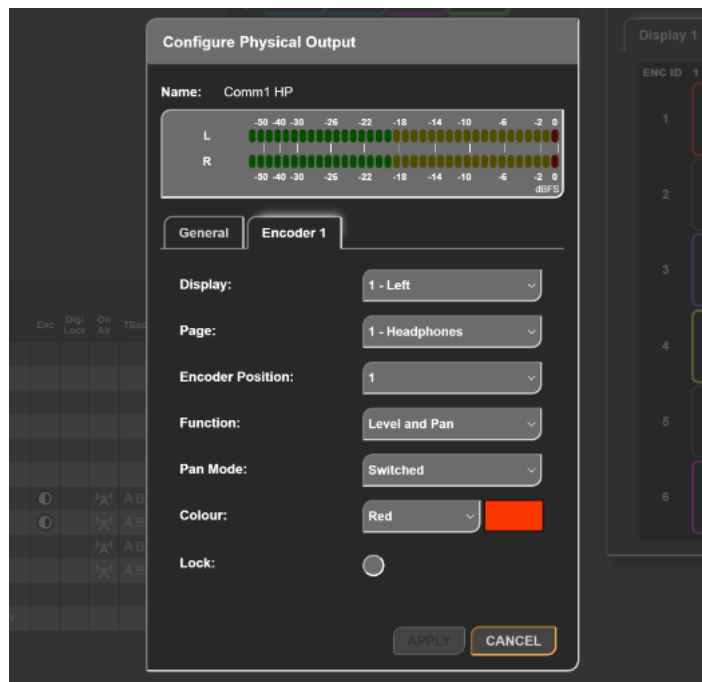 Configure Physical Output
Display 1
ENC ID 1
Name: Comm1 HP
-50 -40 -30 -26 -22 -18 -14 -10 -6 -2 0
L
R
-50 -40 -30 -26 -22 -18 -14 -10 -6 -2 0
dBFS
General Encoder 1
Display: 1 - Left
Page: 1 - Headphones
Encoder Position: 1
Function: Level and Pan
Pan Mode: Switched
Colour: Red
Lock:
APPLY CANCEL
Enc Digi Lock On Air TBac
A B
A B
A B
A B
1
2
3
4
5
6